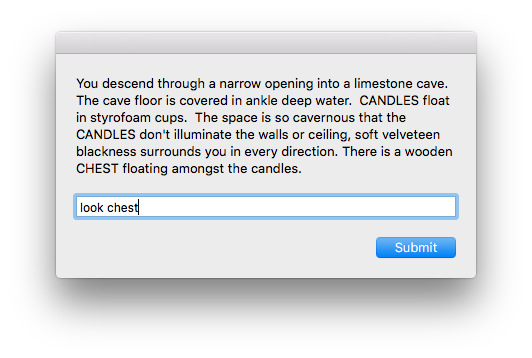 You descend through a narrow opening into a limestone cave.
The cave floor is covered in ankle deep water.  CANDLES float
in styrofoam cups.  The space is so cavernous that the
CANDLES don't illuminate the walls or ceiling, soft velveteen
blackness surrounds you in every direction. There is a wooden
CHEST floating amongst the candles.
look chest
Submit